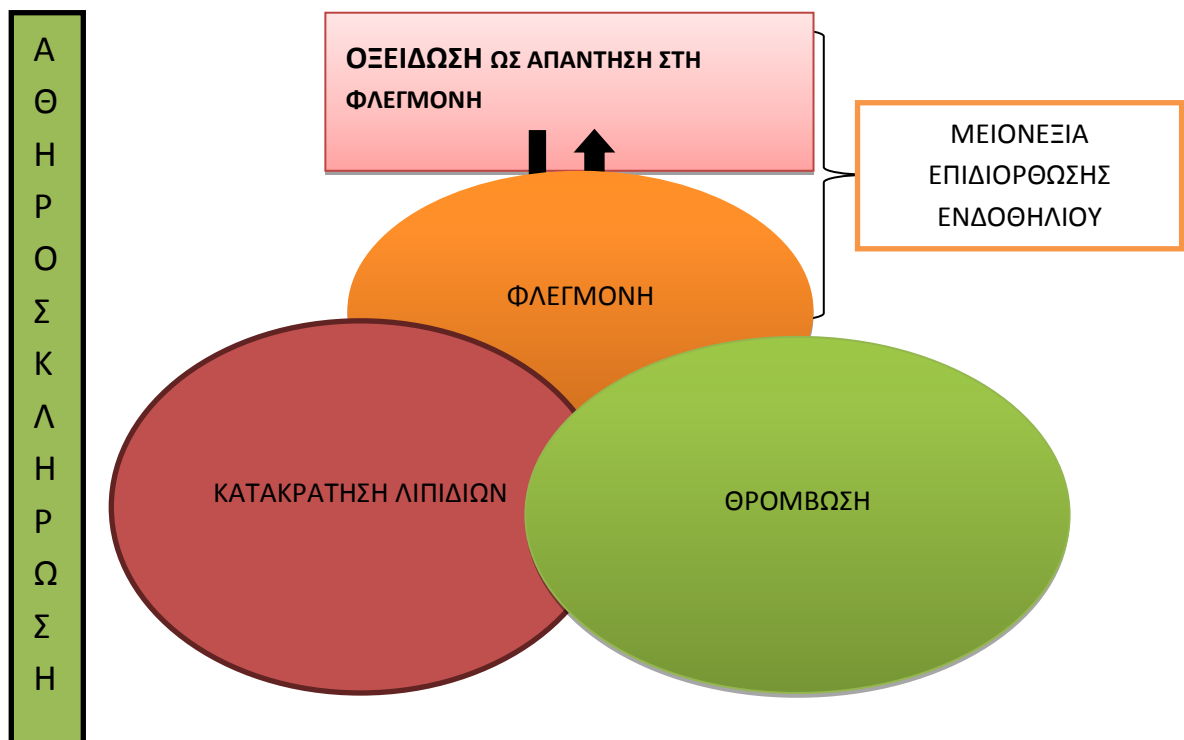 Α
Θ
Η
Ρ
Ο
Σ
Κ
Λ
Η
Ρ
Ω
Σ
Η
ΟΞΕΙΔΩΣΗ ΩΣ ΑΠΑΝΤΗΣΗ ΣΤΗ
ΦΛΕΓΜΟΝΗ
ΜΕΙΟΝΕΞΙΑ
ΕΠΙΔΙΟΡΘΩΣΗΣ
ΕΝΔΟΘΗΛΙΟΥ
ΦΛΕΓΜΟΝΗ
ΚΑΤΑΚΡΑΤΗΣΗ ΛΙΠΙΔΙΩΝ
ΘΡΟΜΒΩΣΗ